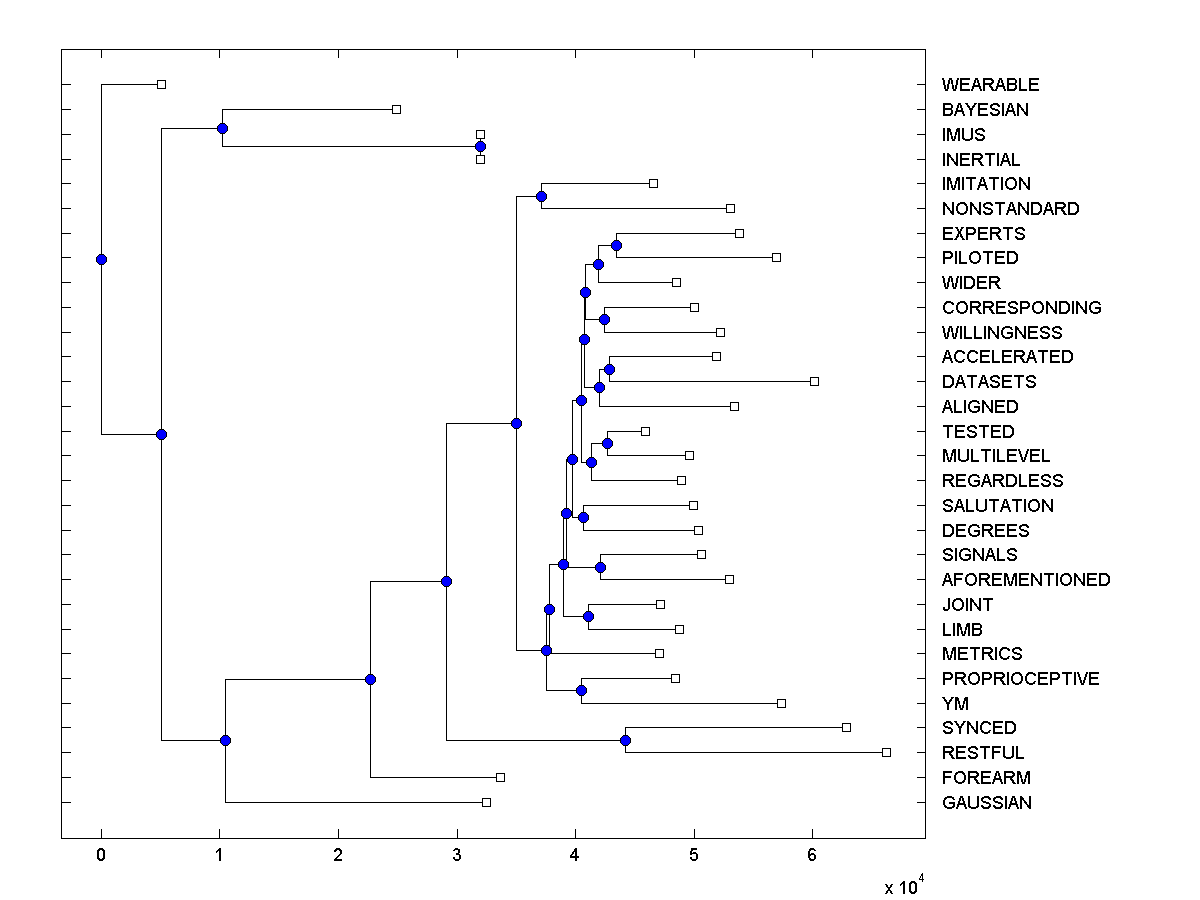 WEARABLE
BAYESIAN
IMUS
INERTIAL
IMITATION
NONSTANDARD
EXPERTS
PILOTED
WIDER
CORRESPONDING
WILLINGNESS
ACCELERATED
DATASETS
ALIGNED
TESTED
MULTILEVEL
REGARDLESS
SALUTATION
DEGREES
SIGNALS
AFOREMENTIONED
JOINT
LIMB
METRICS
PROPRIOCEPTIVE
YM
SYNCED
RESTFUL
FOREARM
GAUSSIAN
0 1 2 3 4 5 6
x 10^4